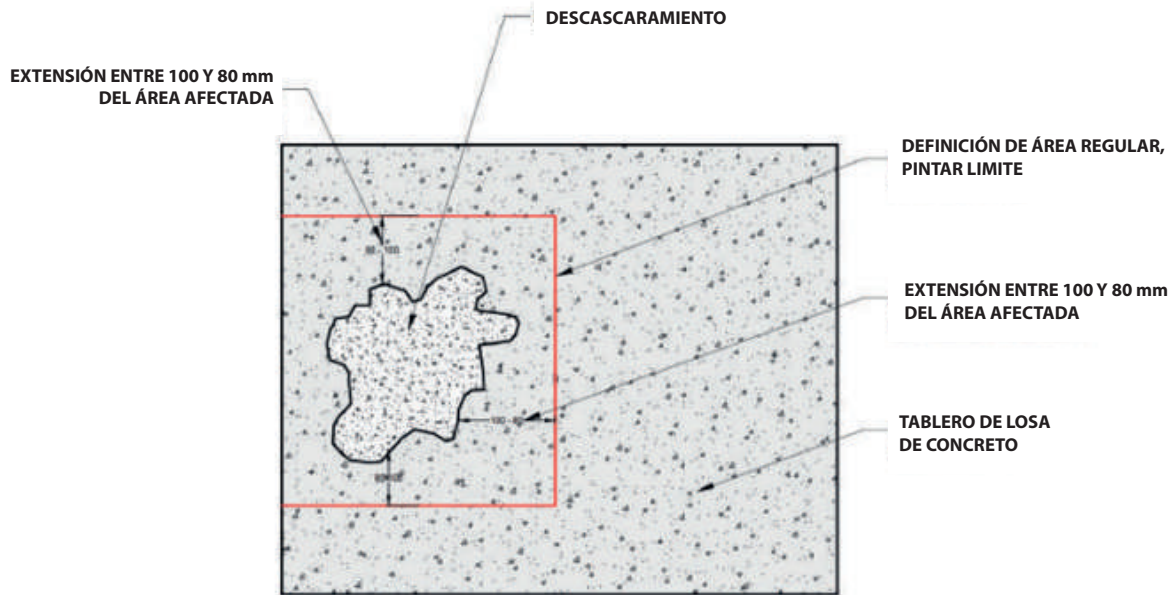 DESCASCARAMIENTO
EXTENSIÓN ENTRE 100 Y 80 mm
DEL ÁREA AFECTADA
DEFINICIÓN DE ÁREA REGULAR,
PINTAR LIMITE
EXTENSIÓN ENTRE 100 Y 80 mm
DEL ÁREA AFECTADA
TABLERO DE LOSA
DE CONCRETO